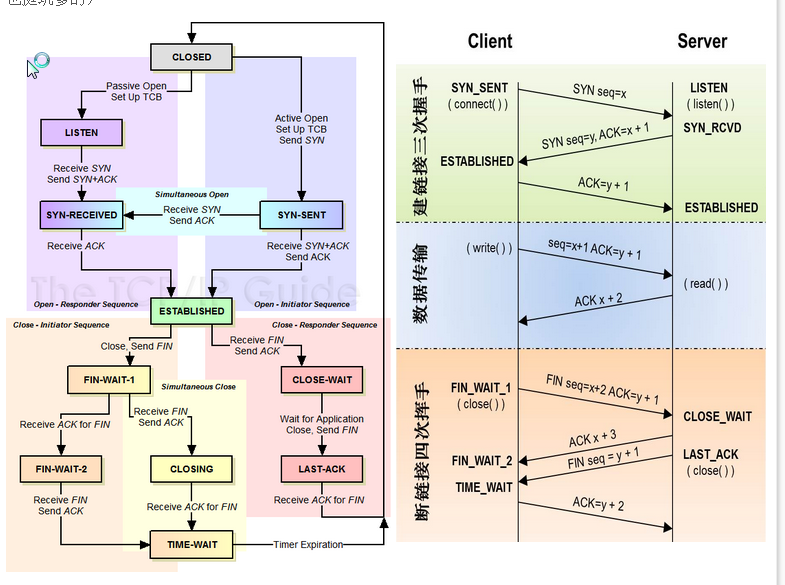 也挺坑多的）
CLOSED
Passive Open
Set Up TCB
LISTEN
Receive SYN
Send SYN+ACK
Active Open
Set Up TCB
Send SYN
Simultaneous Open
SYN-RECEIVED
Receive SYN
Send ACK
SYN-SENT
Receive ACK
Receive SYN+ACK
Send ACK
The TCP/IP Guide
Open - Responder Sequence
Open - Initiator Sequence
ESTABLISHED
Close - Initiator Sequence
Close - Responder Sequence
Close, Send FIN
Receive FIN
Send ACK
FIN-WAIT-1
CLOSE-WAIT
Simultaneous Close
Receive ACK for FIN
Receive FIN
Send ACK
Wait for Application
Close, Send FIN
FIN-WAIT-2
CLOSING
LAST-ACK
Receive FIN
Send ACK
Receive ACK for FIN
Receive ACK for FIN
TIME-WAIT
Timer Expiration
Client
Server
建链接三次握手
SYN_SENT
( connect( ) )
SYN seq=x
LISTEN
( listen( ) )
SYN_RCVD
SYN seq=y, ACK=x + 1
ESTABLISHED
ACK=y + 1
ESTABLISHED
数据传输
( write( ) )
seq=x+1 ACK=y + 1
( read( ) )
ACK x + 2
断链接四次挥手
FIN_WAIT_1
( close( ) )
FIN seq=x+2 ACK=y + 1
CLOSE_WAIT
ACK x + 3
FIN_WAIT_2
FIN seq = y + 1
LAST_ACK
( close( ) )
TIME_WAIT
ACK=y + 2